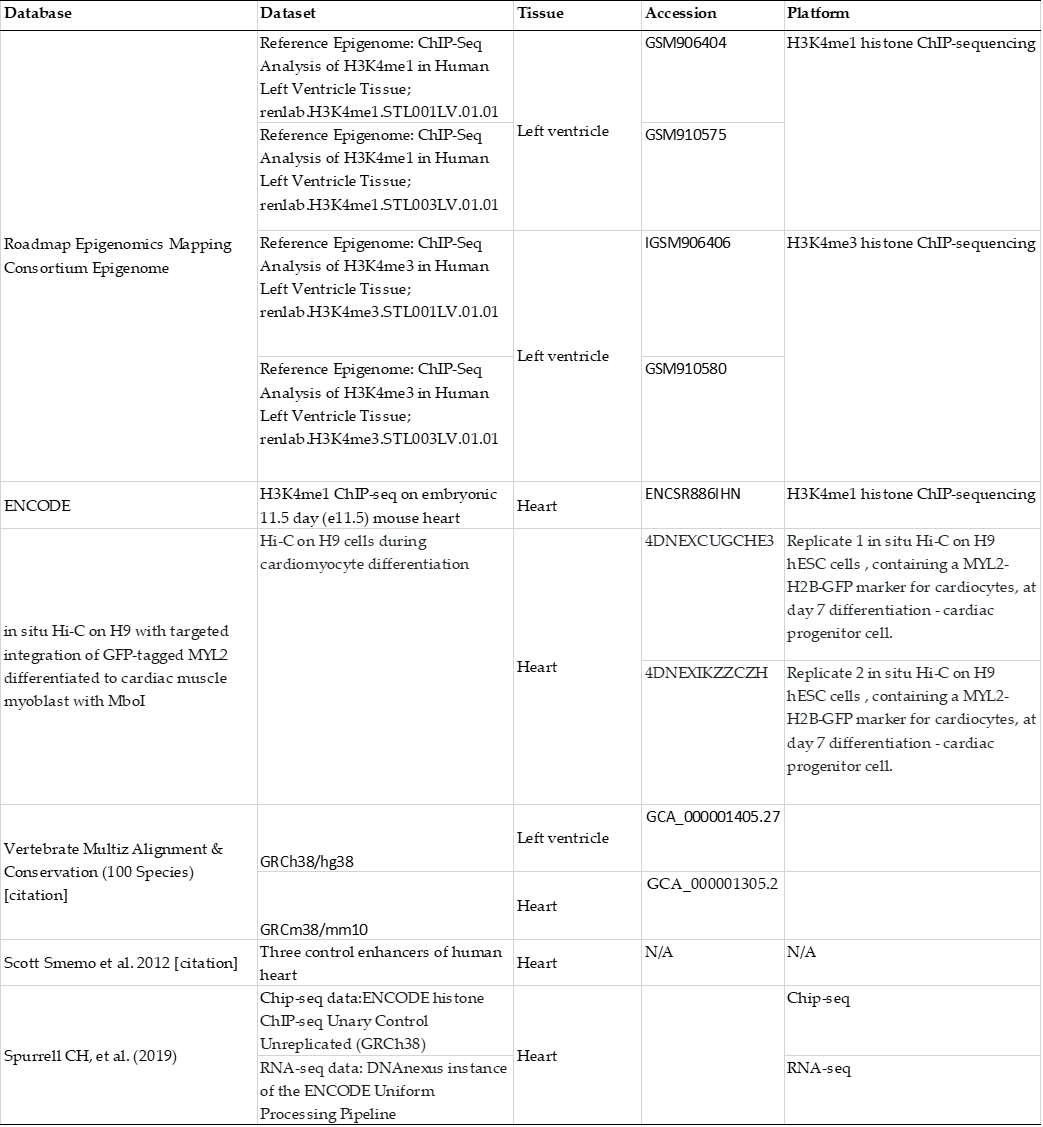 Database Dataset Tissue Accession Platform
Roadmap Epigenomics Mapping
Consortium Epigenome
Reference Epigenome: ChIP-Seq
Analysis of H3K4me1 in Human
Left Ventricle Tissue;
renlab.H3K4me1.STL001LV.01.01
Left ventricle
GSM906404
H3K4me1 histone ChIP-sequencing
Reference Epigenome: ChIP-Seq
Analysis of H3K4me1 in Human
Left Ventricle Tissue;
renlab.H3K4me1.STL003LV.01.01
GSM910575
Reference Epigenome: ChIP-Seq
Analysis of H3K4me3 in Human
Left Ventricle Tissue;
renlab.H3K4me3.STL001LV.01.01
Left ventricle
IGSM906406
H3K4me3 histone ChIP-sequencing
Reference Epigenome: ChIP-Seq
Analysis of H3K4me3 in Human
Left Ventricle Tissue;
renlab.H3K4me3.STL003LV.01.01
GSM910580
ENCODE
H3K4me1 ChIP-seq on embryonic
11.5 day (e11.5) mouse heart
Heart
ENCSR886IHN
H3K4me1 histone ChIP-sequencing
in situ Hi-C on H9 with targeted
integration of GFP-tagged MYL2
differentiated to cardiac muscle
myoblast with MboI
Hi-C on H9 cells during
cardiomyocyte differentiation
Heart
4DNEXCUGCHE3
Replicate 1 in situ Hi-C on H9
hESC cells , containing a MYL2-
H2B-GFP marker for cardiocytes, at
day 7 differentiation - cardiac
progenitor cell.
4DNEXIKZZCZH
Replicate 2 in situ Hi-C on H9
hESC cells , containing a MYL2-
H2B-GFP marker for cardiocytes, at
day 7 differentiation - cardiac
progenitor cell.
Vertebrate Multiz Alignment &
Conservation (100 Species)
[citation]
GRCh38/hg38
Left ventricle
GCA_000001405.27
GRCm38/mm10
Heart
GCA_000001305.2
Scott Smemo et al. 2012 [citation]
Three control enhancers of human
heart
Heart
N/A
N/A
Spurrell CH, et al. (2019)
Chip-seq data:ENCODE histone
ChIP-seq Unary Control
Unreplicated (GRCh38)
Heart
Chip-seq
RNA-seq data: DNAnexus instance
of the ENCODE Uniform
Processing Pipeline
RNA-seq